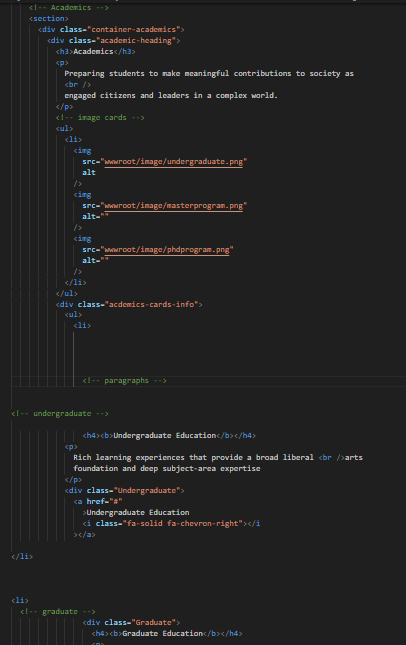 <!-- Academics -->
<section>
<div class="container-academics">
<div class="academic-heading">
<h3>Academics</h3>
<p>
Preparing students to make meaningful contributions to society as
<br />
engaged citizens and leaders in a complex world.
</p>
<!-- image cards -->
<ul>
<li>
<img
src="wwwroot/image/undergraduate.png"
alt
/>
<img
src="wwwroot/image/masterprogram.png"
alt=""
/>
<img
src="wwwroot/image/phdprogram.png"
alt=""
/>
</li>
</ul>
<div class="acdemics-cards-info">
<ul>
<li>
<!-- paragraphs -->
<!-- undergraduate -->
<h4><b>Undergraduate Education</b></h4>
<p>
Rich learning experiences that provide a broad liberal <br />arts
foundation and deep subject-area expertise
</p>
<div class="Undergraduate">
<a href="#"
>Undergraduate Education
<i class="fa-solid fa-chevron-right"></i
></a>
</li>
<li>
<!-- graduate -->
<div class="Graduate">
<h4><b>Graduate Education</b></h4>
<p>